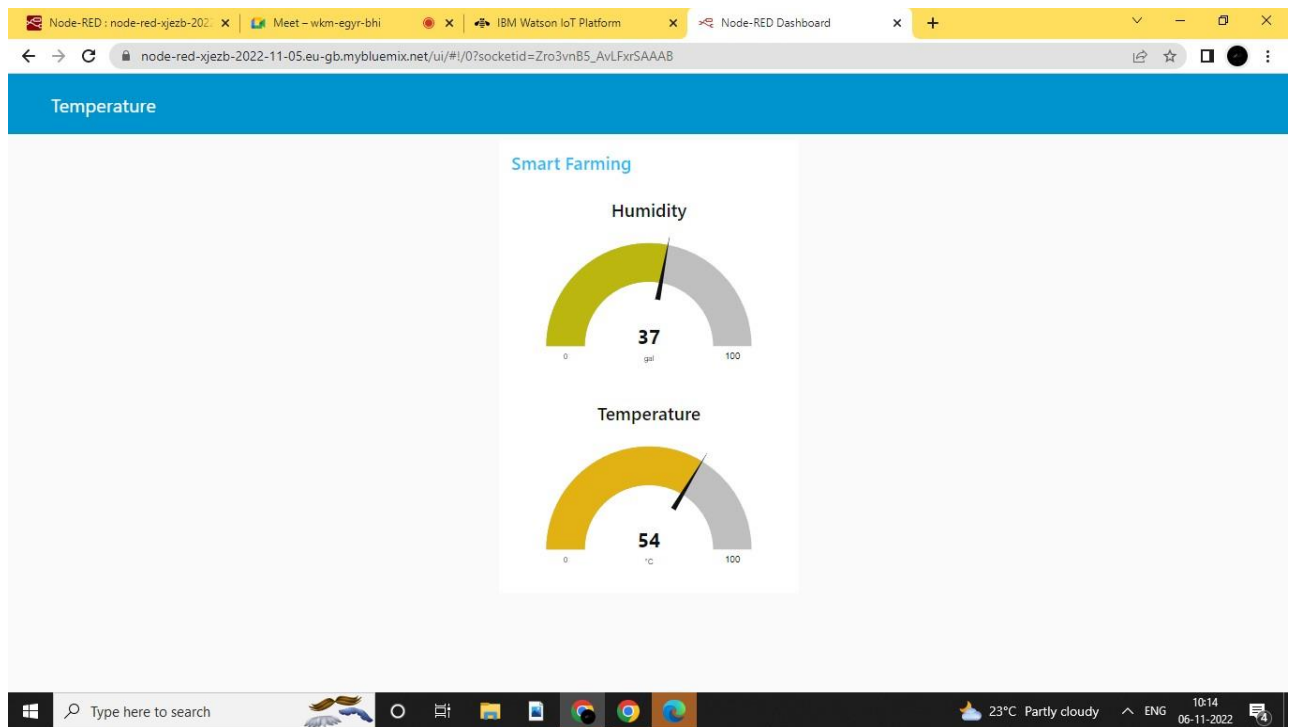 Node-RED : node-red-xjezb-202
Meet – wkm-egyr-bhi
IBM Watson IoT Platform
Node-RED Dashboard
node-red-xjezb-2022-11-05.eu-gb.mybluemix.net/ui/#!/0?socketid=Zro3vnB5_AvLFxrSAAAB
Temperature
Smart Farming
Humidity
37
0 gal 100
Temperature
54
0 °C 100
Type here to search
23°C Partly cloudy
ENG
10:14
06-11-2022
4